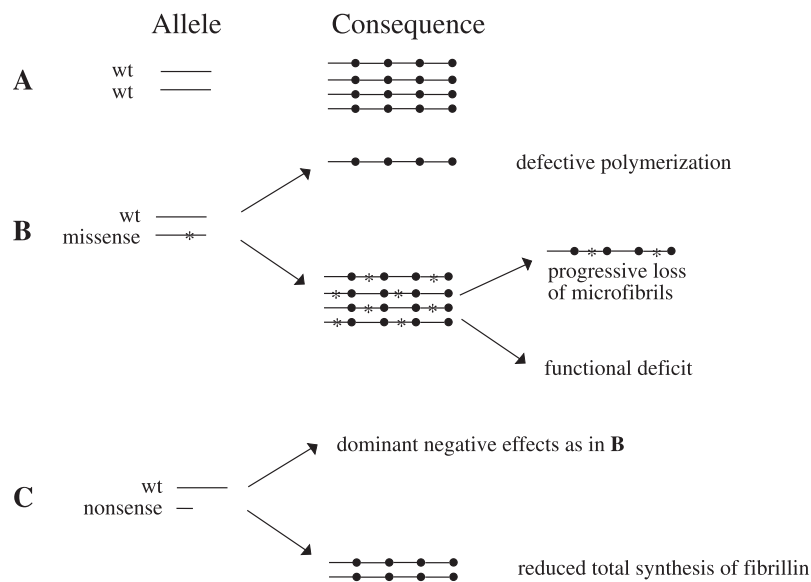 Allele Consequence
A
wt
wt
defective polymerization
B
wt
missense *
progressive loss
of microfibrils
functional deficit
dominant negative effects as in B
C
wt
nonsense
reduced total synthesis of fibrillin